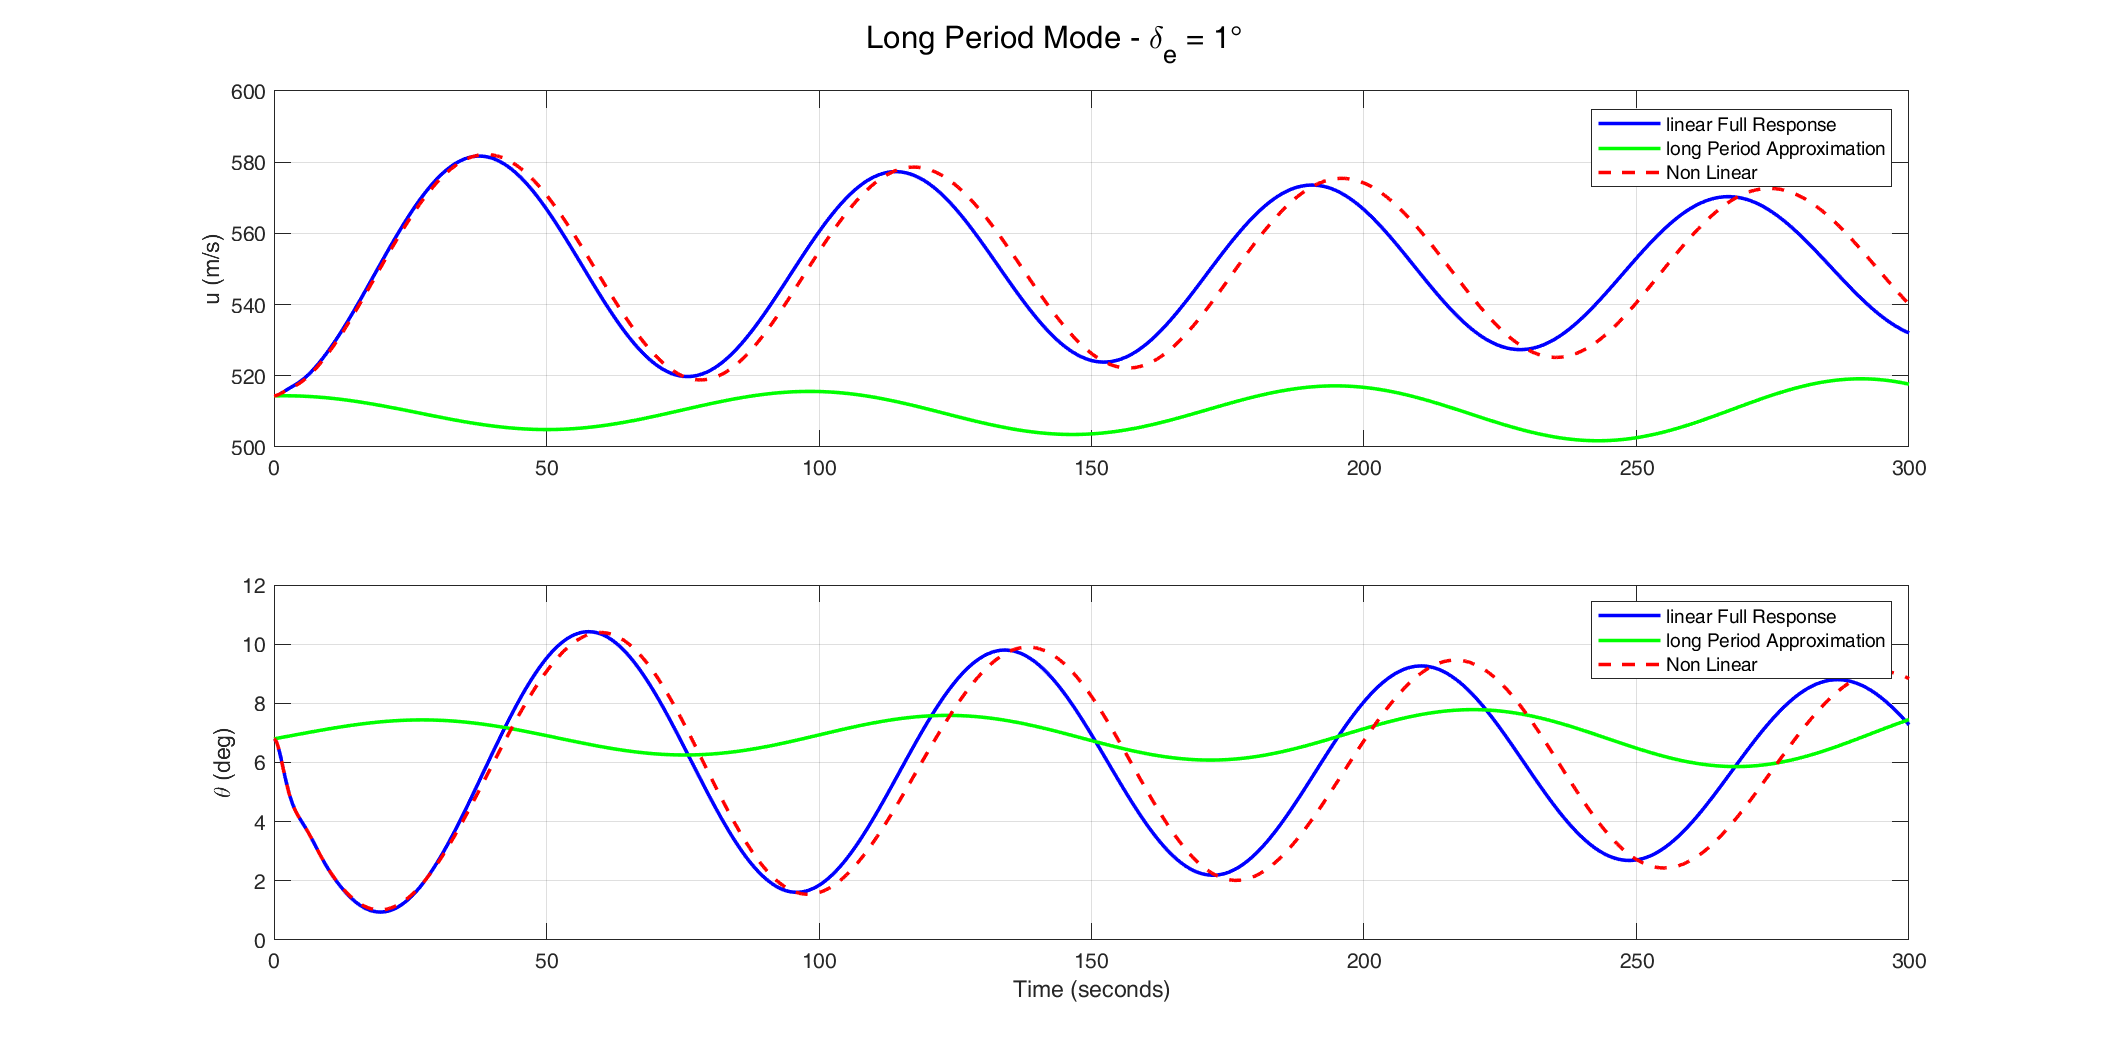 Long Period Mode - δe = 1°
600
580
560
540
520
500
u (m/s)
linear Full Response
long Period Approximation
Non Linear
0 50 100 150 200 250 300
12
10
8
6
4
2
0
θ (deg)
linear Full Response
long Period Approximation
Non Linear
0 50 100 150 200 250 300
Time (seconds)